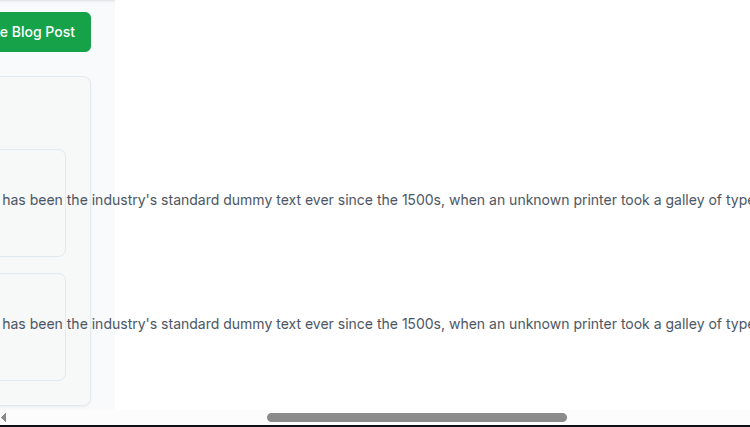 e Blog Post
has been the industry's standard dummy text ever since the 1500s, when an unknown printer took a galley of type
has been the industry's standard dummy text ever since the 1500s, when an unknown printer took a galley of type